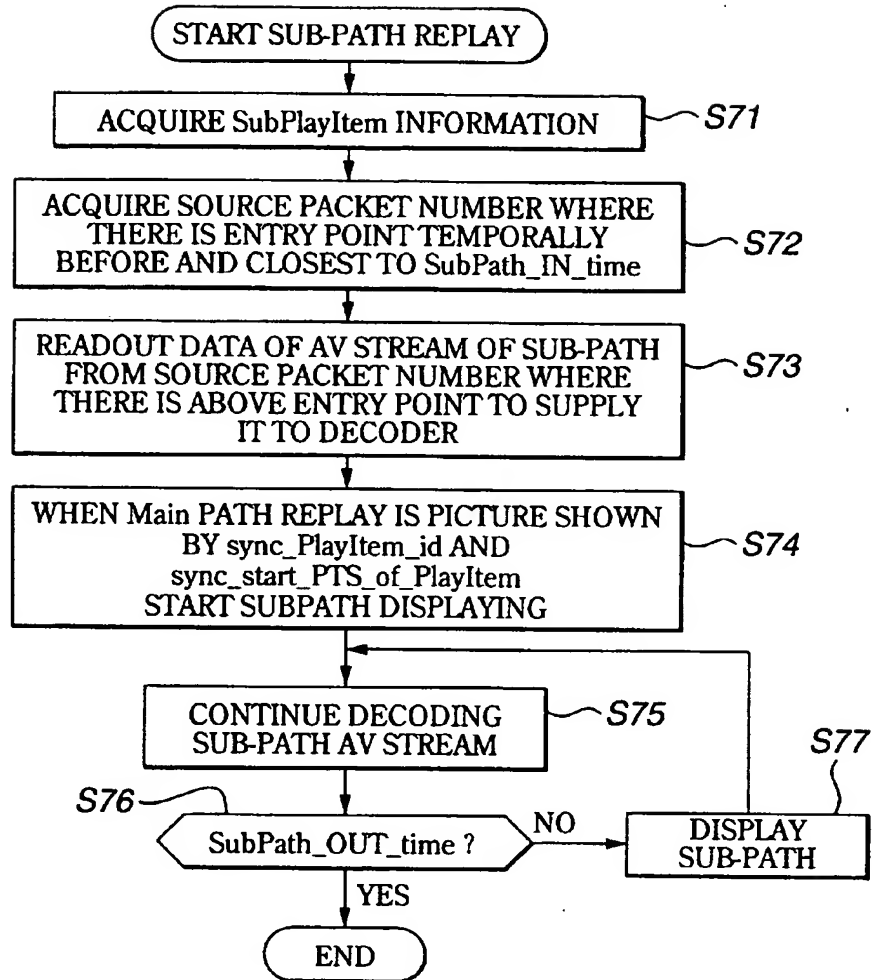 START SUB-PATH REPLAY
ACQUIRE SubPlayItem INFORMATION
S71
ACQUIRE SOURCE PACKET NUMBER WHERE
THERE IS ENTRY POINT TEMPORALLY
BEFORE AND CLOSEST TO SubPath_IN_time
S72
READOUT DATA OF AV STREAM OF SUB-PATH
FROM SOURCE PACKET NUMBER WHERE
THERE IS ABOVE ENTRY POINT TO SUPPLY
IT TO DECODER
S73
WHEN Main PATH REPLAY IS PICTURE SHOWN
BY sync_PlayItem_id AND
sync_start_PTS_of_PlayItem
START SUBPATH DISPLAYING
S74
CONTINUE DECODING
SUB-PATH AV STREAM
S75
S76
SubPath_OUT_time ?
NO
S77
DISPLAY
SUB-PATH
YES
END